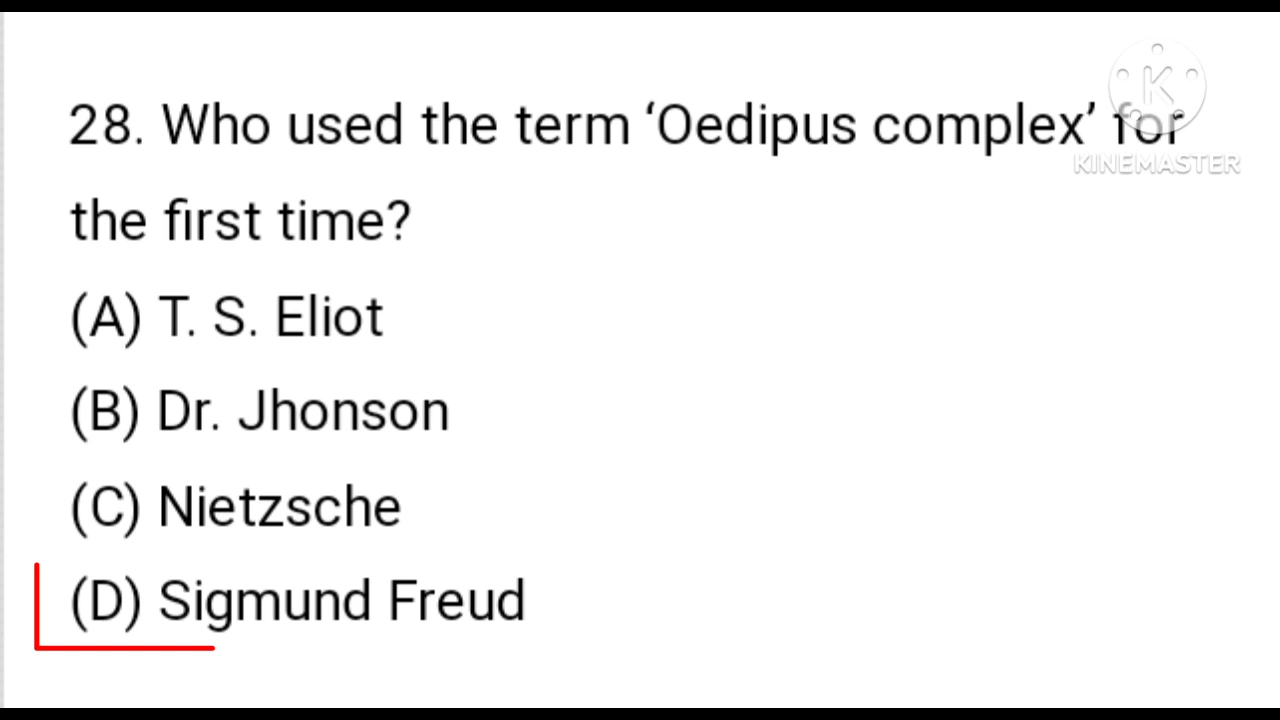 28. Who used the term ‘Oedipus complex’ for
KINEMASTER
the first time?
(A) T. S. Eliot
(B) Dr. Jhonson
(C) Nietzsche
(D) Sigmund Freud